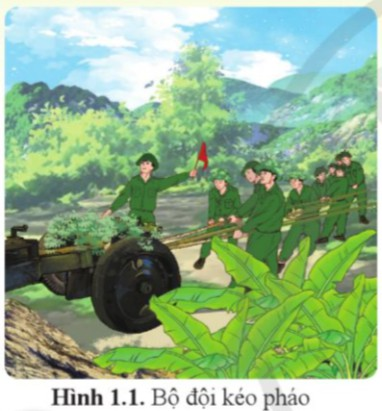 Hình 1.1. Bộ đội kéo pháo